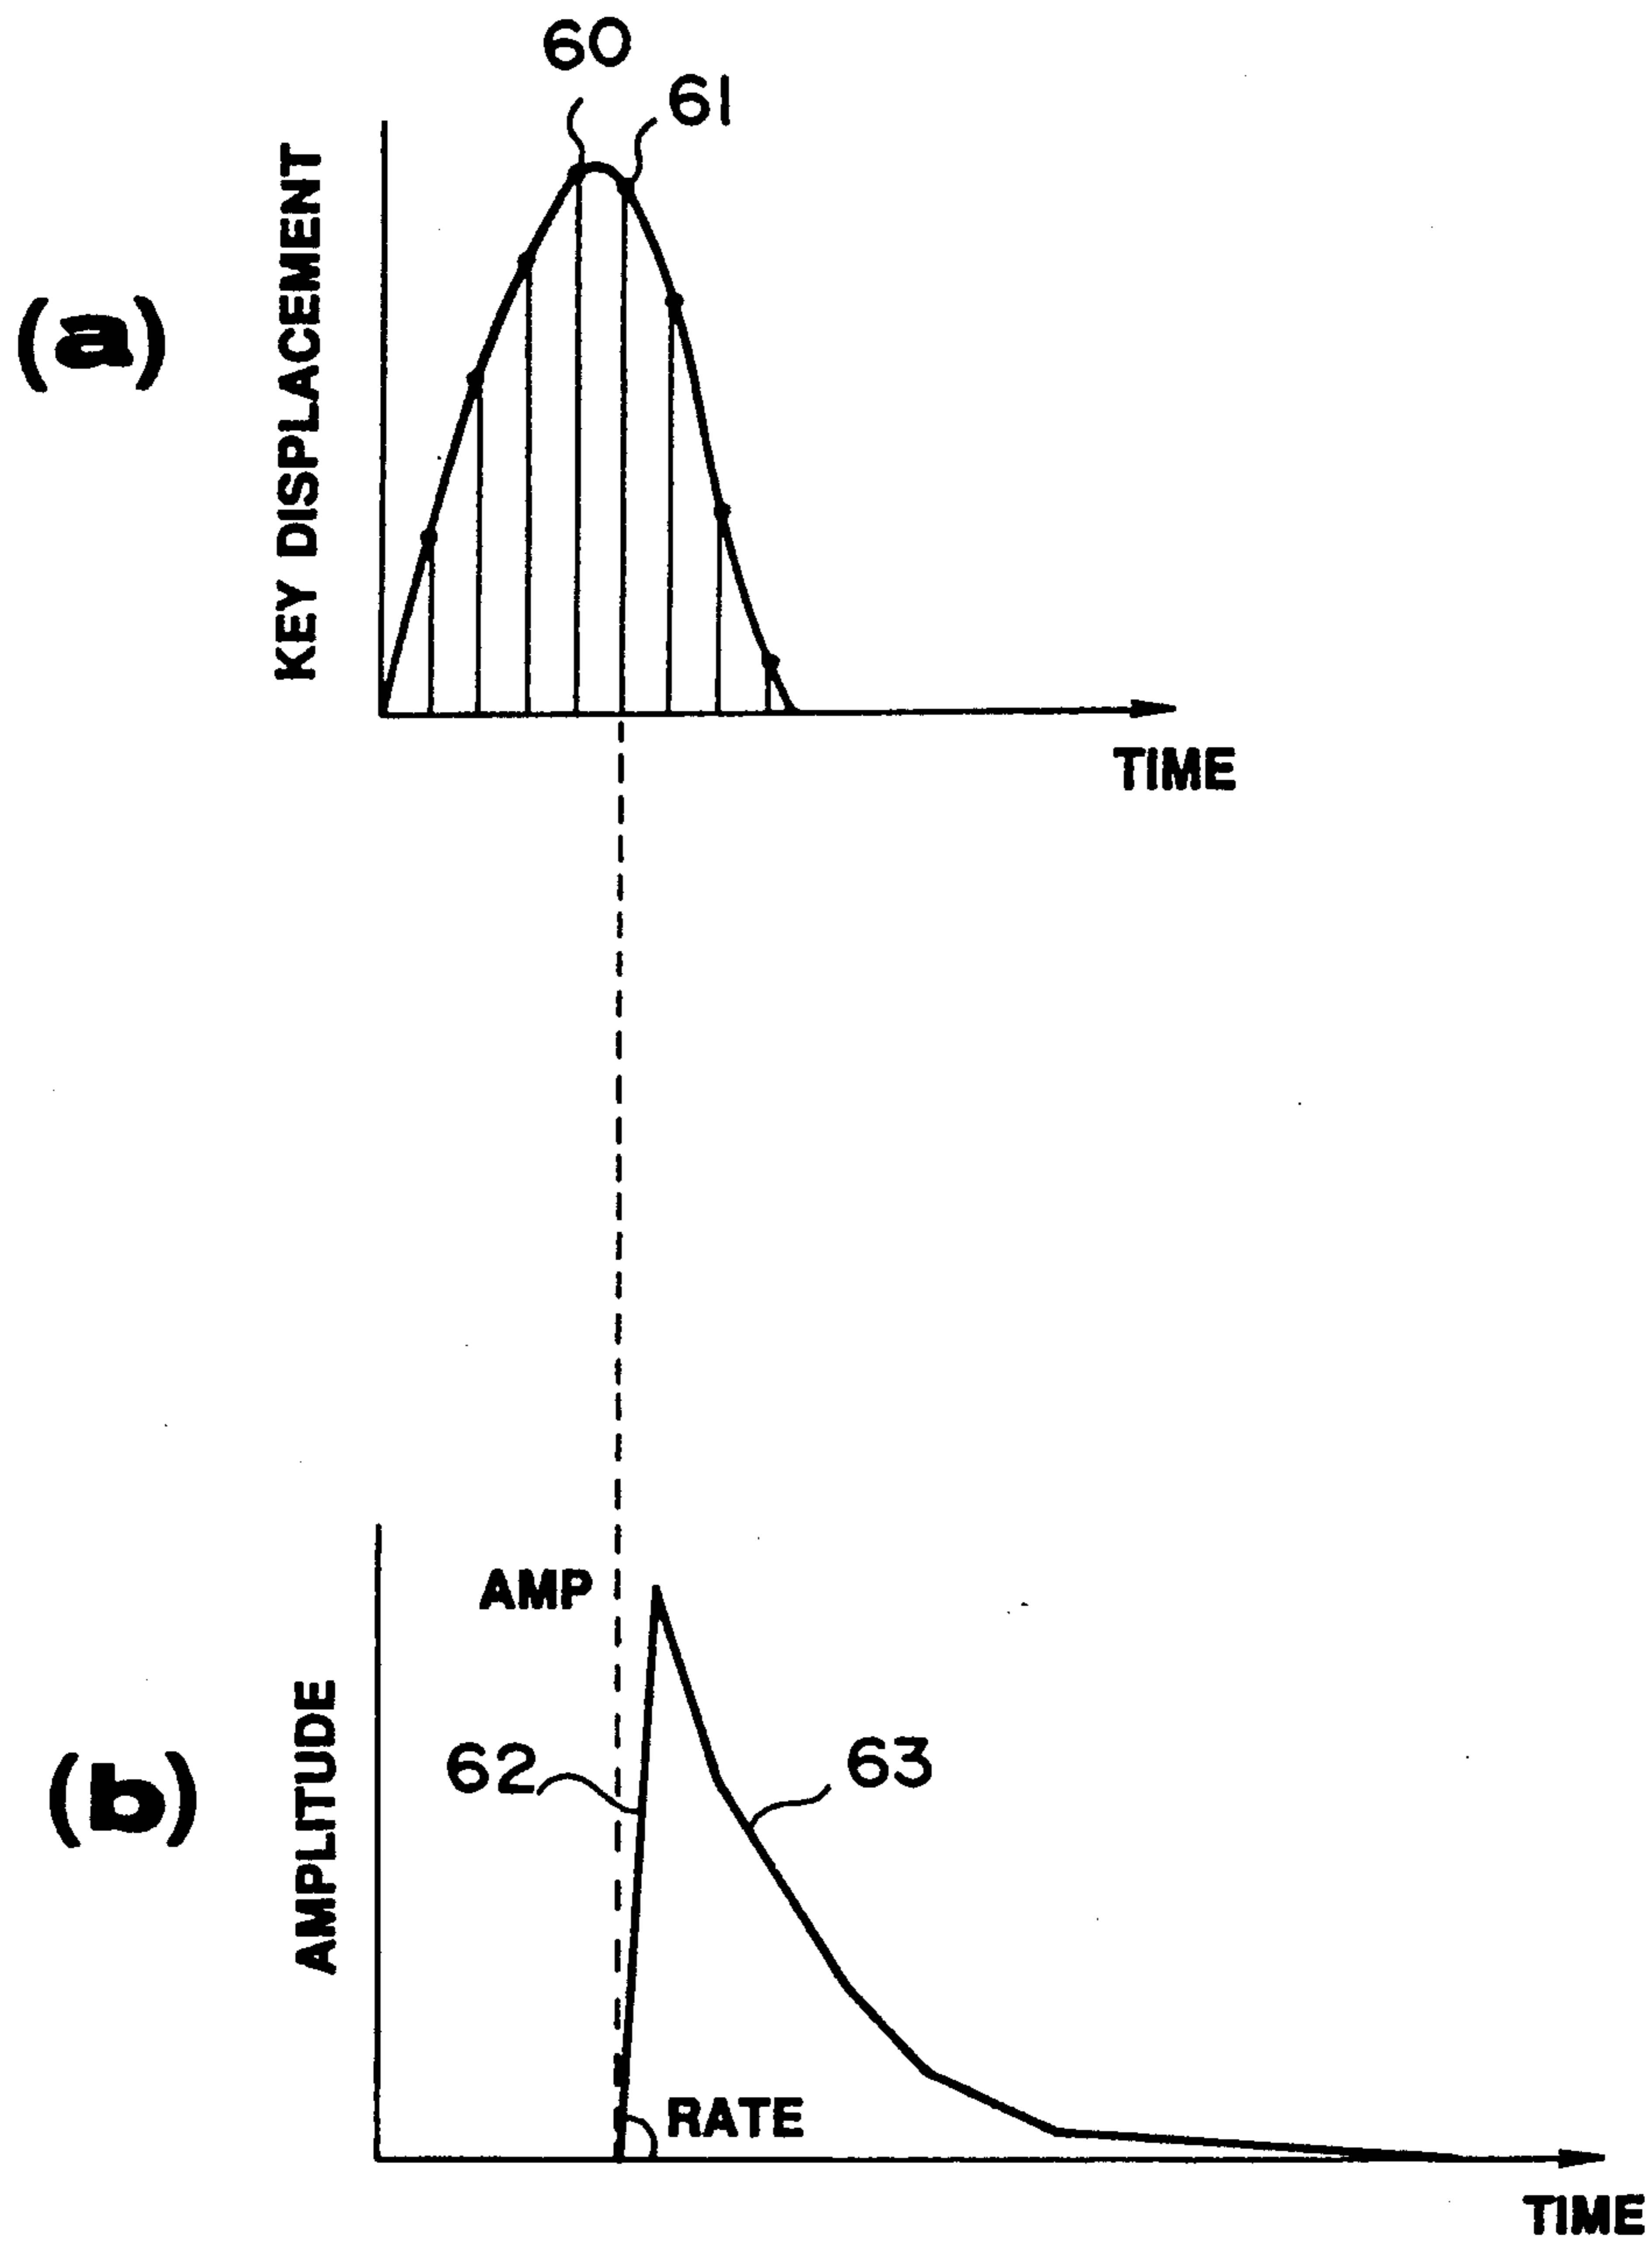 60
61
(a)
KEY DISPLACEMENT
TIME
AMP
AMPLITUDE
62
63
(b)
RATE
TIME